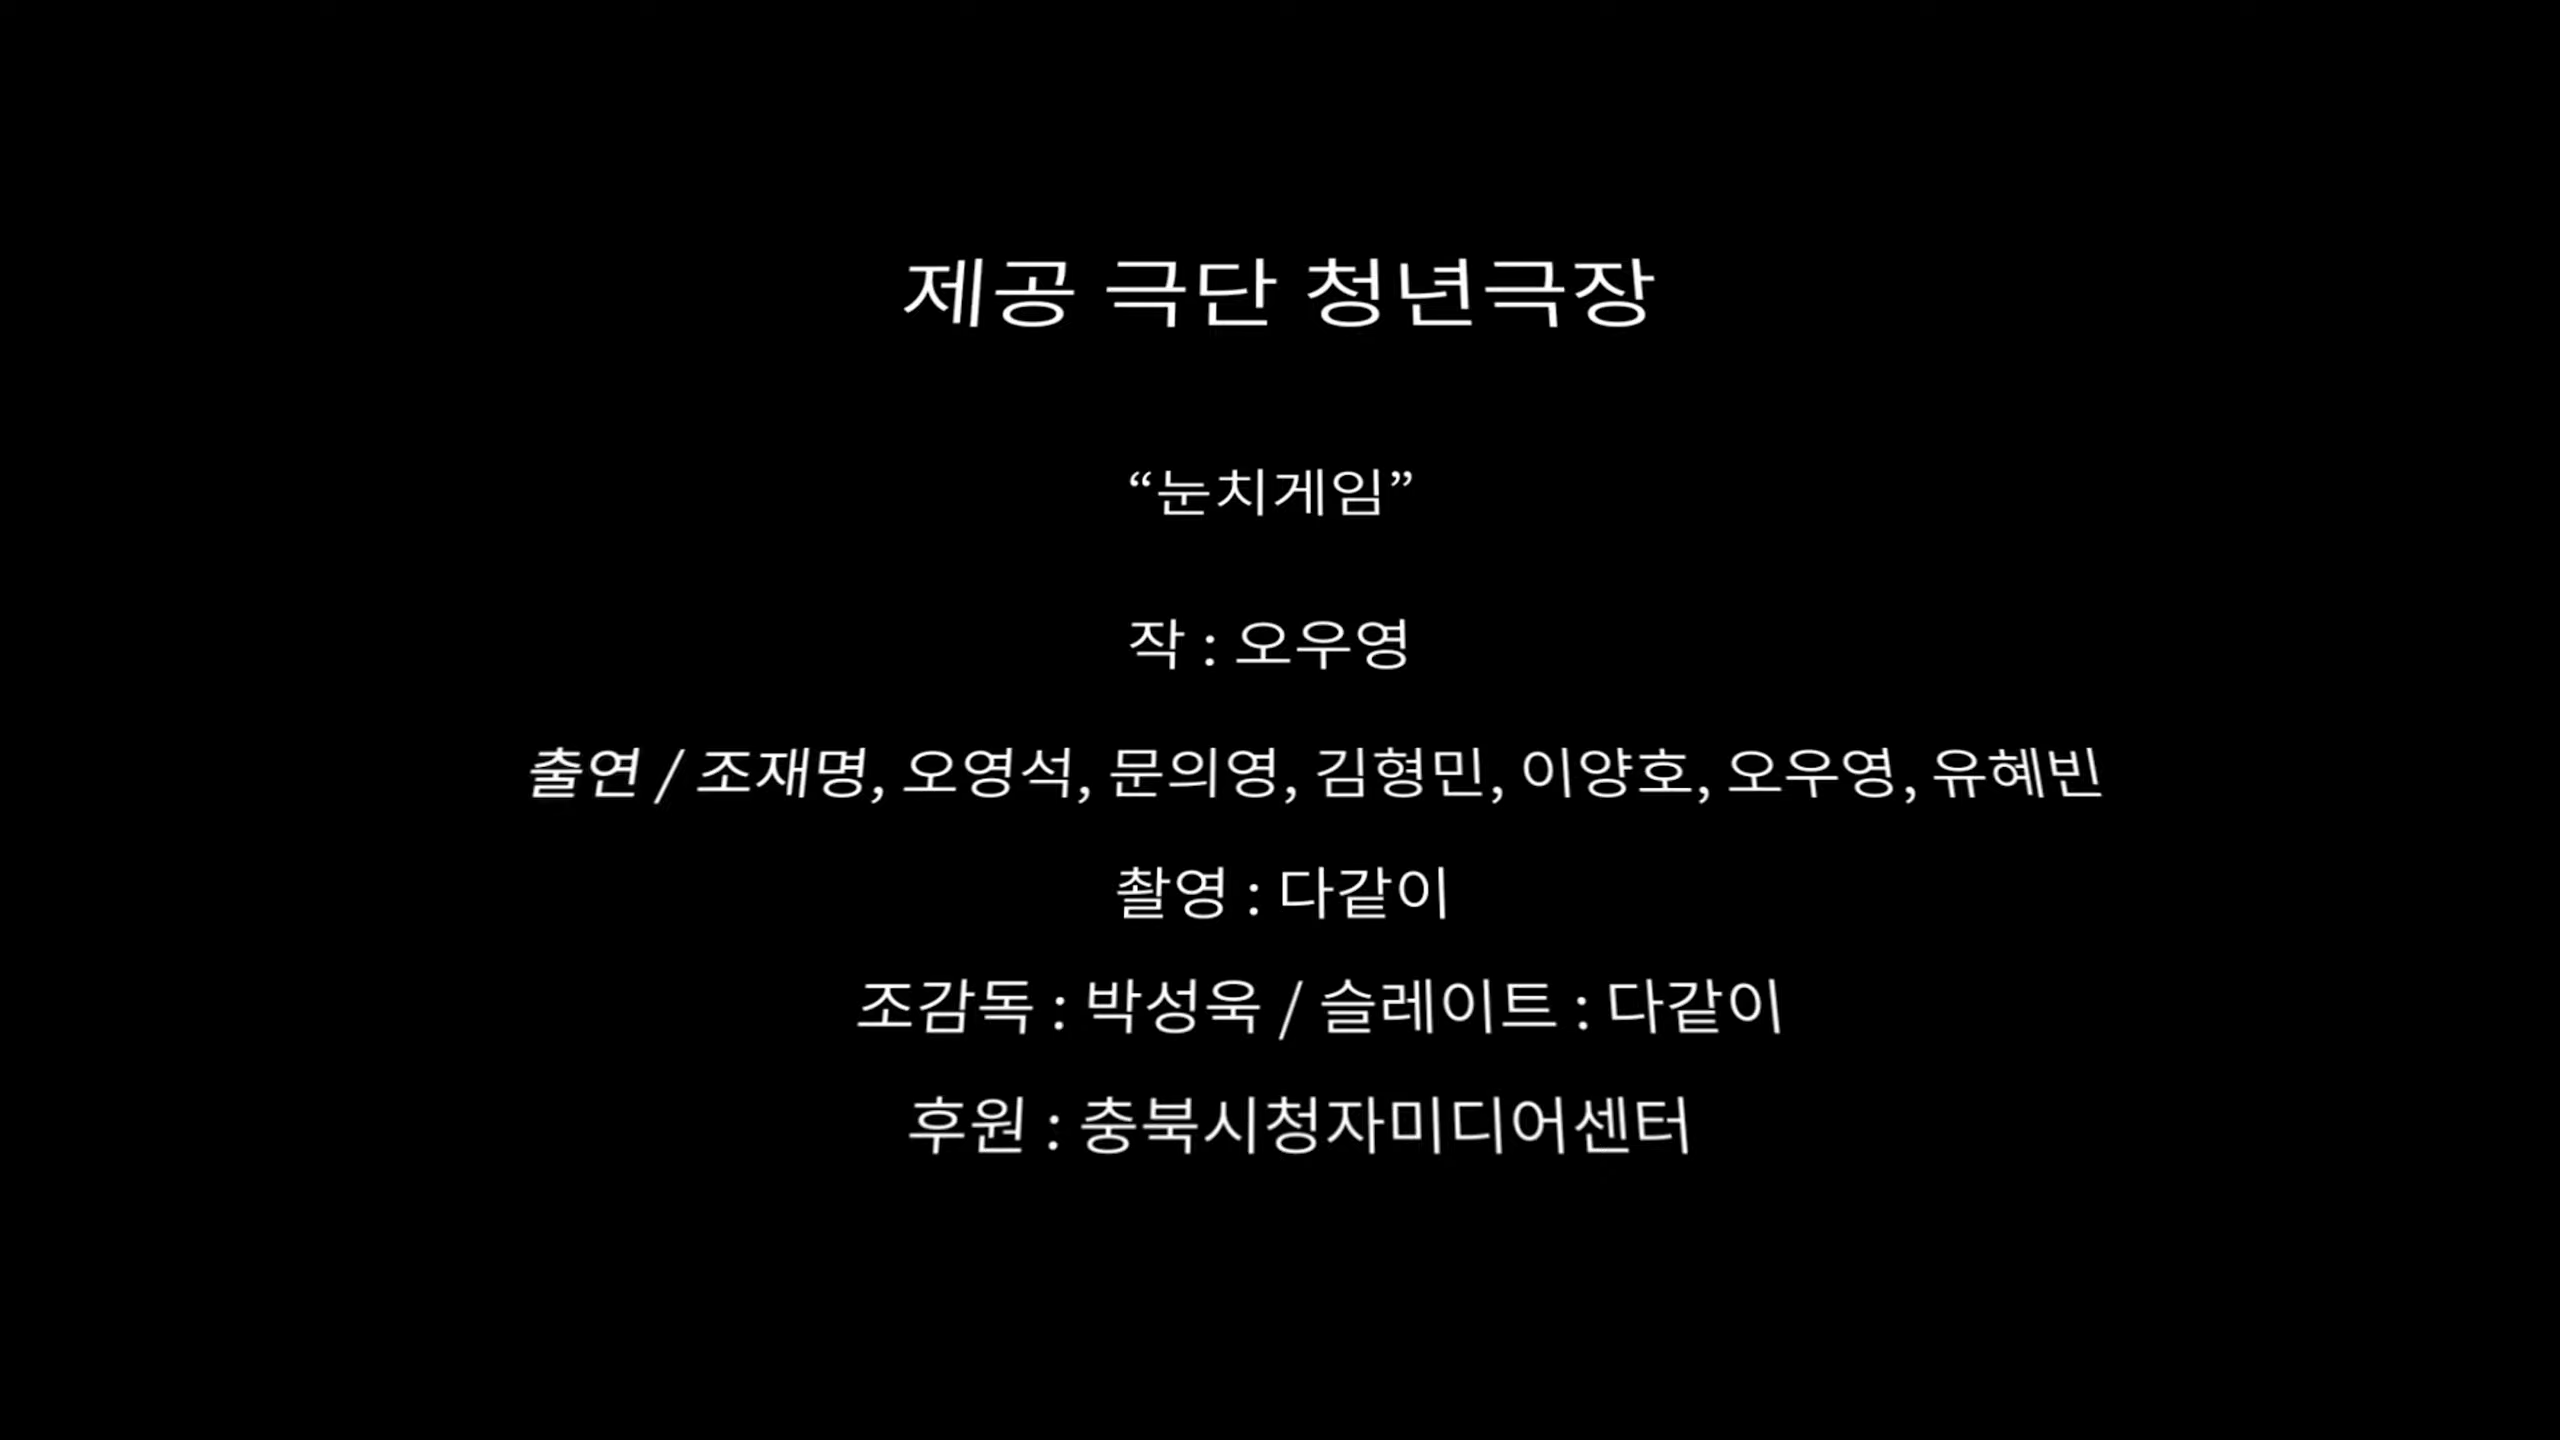 제공 극단 청년극장
“눈치게임”
작 : 오우영
출연 / 조재명, 오영석, 문의영, 김형민, 이양호, 오우영, 유혜빈
촬영 : 다같이
조감독 : 박성욱 / 슬레이트 : 다같이
후원 : 충북시청자미디어센터